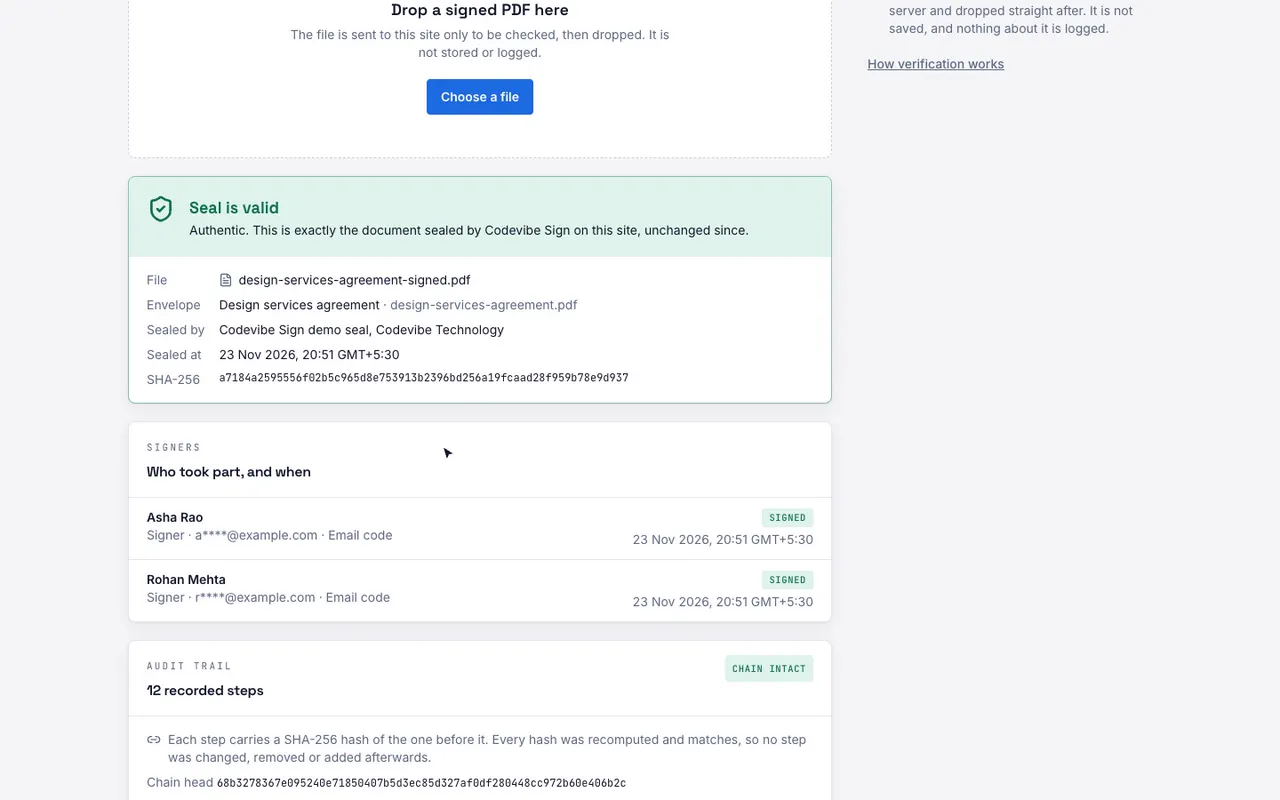 Drop a signed PDF here
The file is sent to this site only to be checked, then dropped. It is
not stored or logged.
Choose a file
server and dropped straight after. It is not
saved, and nothing about it is logged.
How verification works
Seal is valid
Authentic. This is exactly the document sealed by Codevibe Sign on this site, unchanged since.
File design-services-agreement-signed.pdf
Envelope Design services agreement · design-services-agreement.pdf
Sealed by Codevibe Sign demo seal, Codevibe Technology
Sealed at 23 Nov 2026, 20:51 GMT+5:30
SHA-256 a7184a2595556f02b5c965d8e753913b2396bd256a19fcaad28f959b78e9d937
SIGNERS
Who took part, and when
Asha Rao SIGNED
Signer · a****@example.com · Email code 23 Nov 2026, 20:51 GMT+5:30
Rohan Mehta SIGNED
Signer · r****@example.com · Email code 23 Nov 2026, 20:51 GMT+5:30
AUDIT TRAIL CHAIN INTACT
12 recorded steps
Each step carries a SHA-256 hash of the one before it. Every hash was recomputed and matches, so no step
was changed, removed or added afterwards.
Chain head 68b3278367e095240e71850407b5d3ec85d327af0df280448cc972b60e406b2c